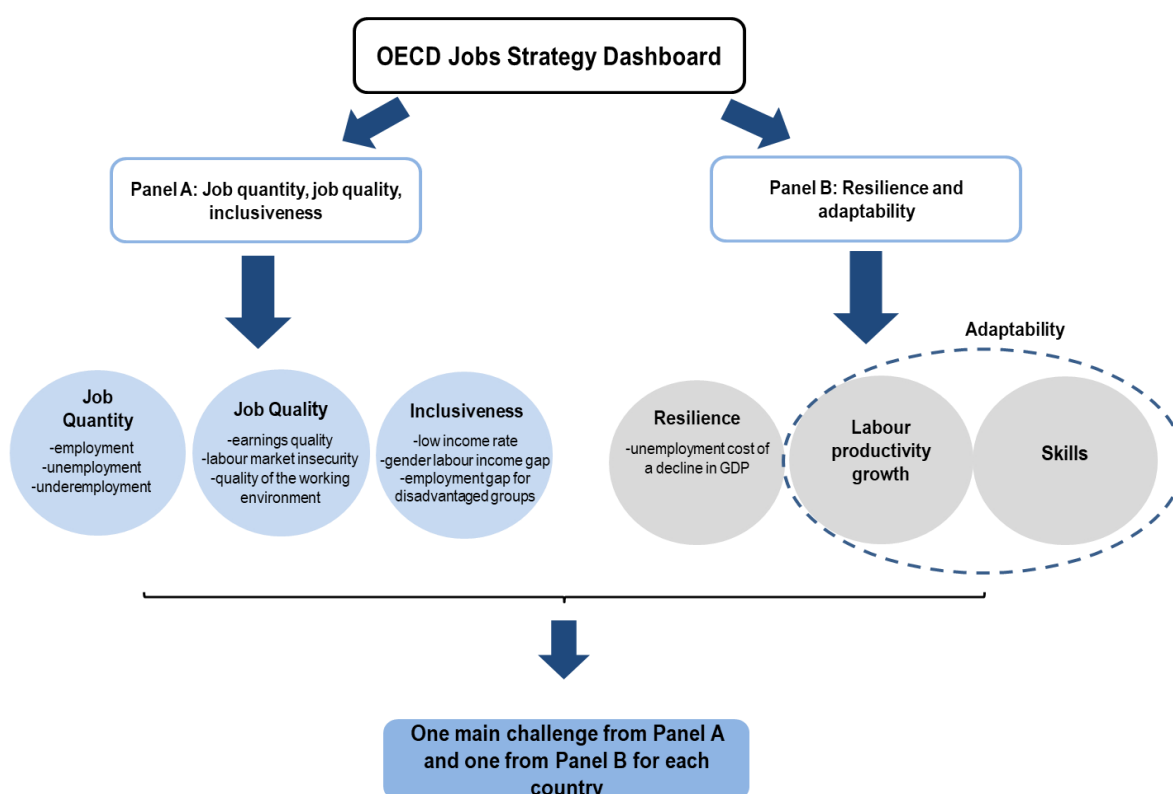 OECD Jobs Strategy Dashboard
Panel A: Job quantity, job quality,
inclusiveness
Panel B: Resilience and
adaptability
Adaptability
Job
Quantity
-employment
-unemployment
-underemployment
Job Quality
-earnings quality
-labour market insecurity
-quality of the working
environment
Inclusiveness
-low income rate
-gender labour income gap
-employment gap for
disadvantaged groups
Resilience
-unemployment cost of
a decline in GDP
Labour
productivity
growth
Skills
One main challenge from Panel A
and one from Panel B for each
country